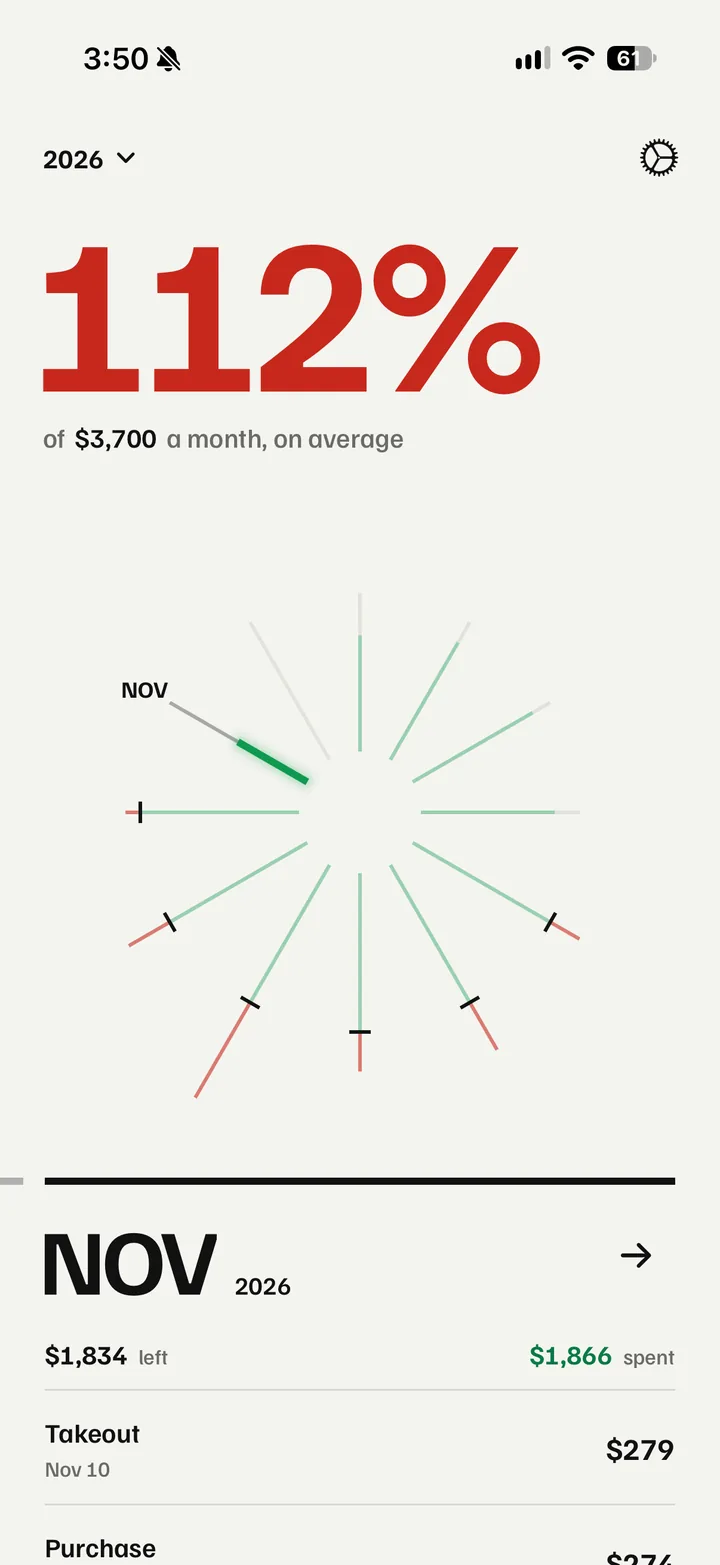 3:50
61
2026
112%
of $3,700 a month, on average
NOV
NOV 2026
$1,834 left
$1,866 spent
Takeout
Nov 10
$279
Purchase
$274